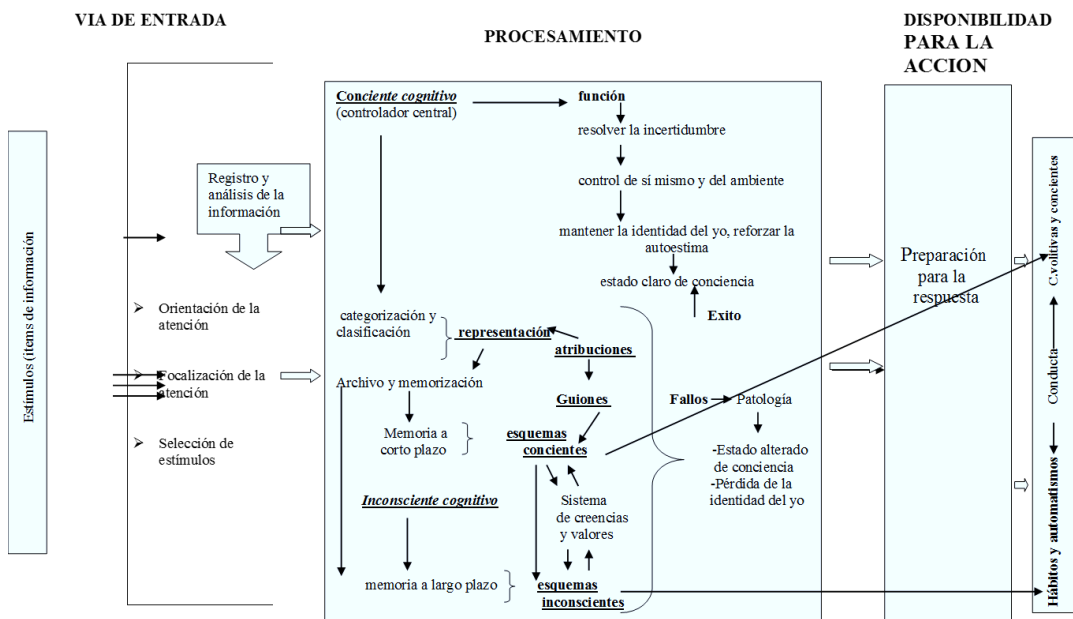 VIA DE ENTRADA
PROCESAMIENTO
DISPONIBILIDAD
PARA LA
ACCION
Estímulos (ítems de información
Registro y
análisis de la
información
Orientación de la
atención
Focalización de la
atención
Selección de
estímulos
Conciente cognitivo
(controlador central)
función
resolver la incertidumbre
control de sí mismo y del ambiente
mantener la identidad del yo, reforzar la
autoestima
estado claro de conciencia
Exito
categorización y
clasificación
representación
atribuciones
Archivo y memorización
Guiones
Fallos
Patología
Memoria a
corto plazo
esquemas
concientes
-Estado alterado
de conciencia
-Pérdida de la
identidad del yo
Inconsciente cognitivo
Sistema
de creencias
y valores
memoria a largo plazo
esquemas
inconscientes
Preparación
para la
respuesta
C.volitivas y concientes
Conducta
Hábitos y automatismos